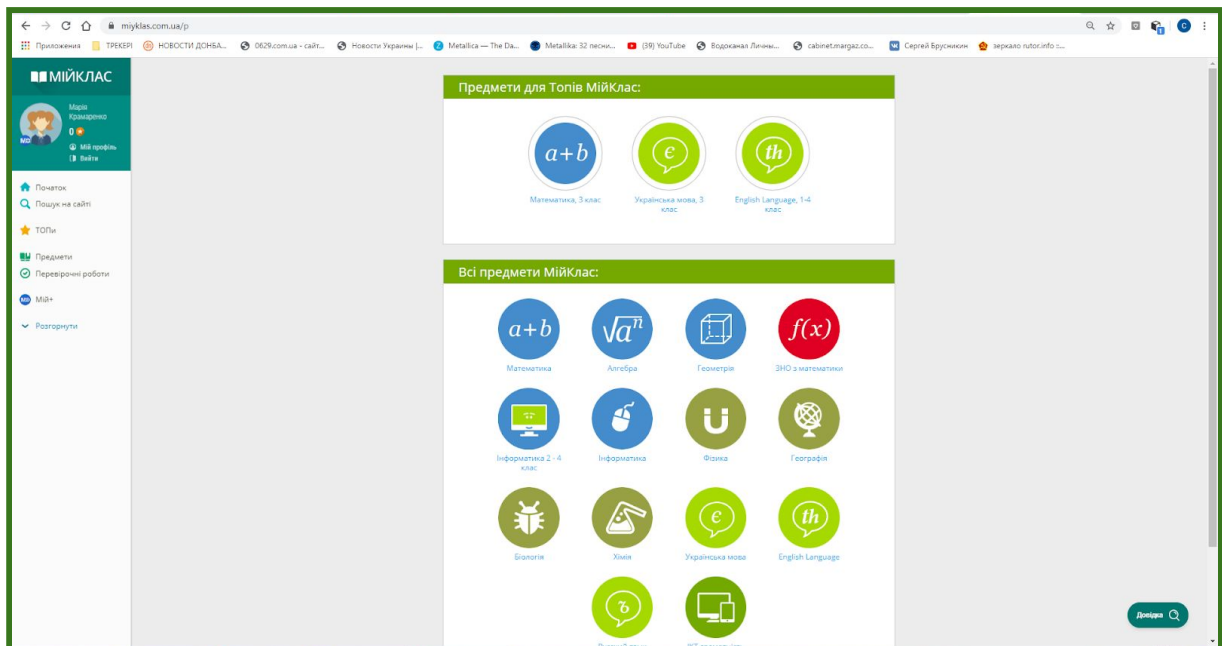 miyklas.com.ua/p
Приложения ТРЕКЕРІ НОВОСТИ ДОНБА... 0629.com.ua - сайт... Новости Украины |... Metallica — The Da... Metallika: 32 песни... (39) YouTube Водоканал Личны... cabinet.margaz.co... Сергей Брусникин зеркало rutor.info ::...
МІЙКЛАС
Марія
Крамаренко
0
Мій профіль
Вийти
Початок
Пошук на сайті
ТОПи
Предмети
Перевірочні роботи
Мій+
Розгорнути
Предмети для Топів МійКлас:
a+b є th
Математика, 3 клас Українська мова, 3 English Language, 1-4
клас клас
Всі предмети МійКлас:
a+b √aⁿ f(x)
Математика Алгебра Геометрія ЗНО з математики
Інформатика 2 - 4 Інформатика Фізика Географія
клас
є th
Біологія Хімія Українська мова English Language
ъ
Довідка